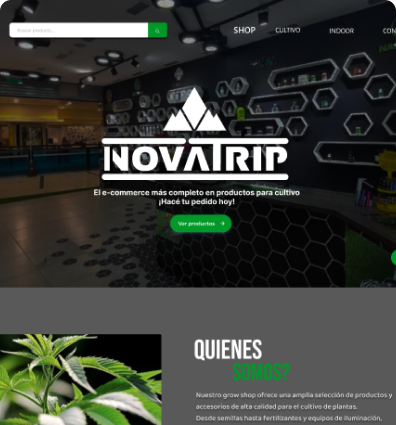 Buscar producto...
SHOP
CULTIVO
INDOOR
CON
NOVATRIP
El e-commerce más completo en productos para cultivo
¡Hacé tu pedido hoy!
Ver productos →
QUIENES
SOMOS?
Nuestro grow shop ofrece una amplia selección de productos y
accesorios de alta calidad para el cultivo de plantas.
Desde semillas hasta fertilizantes y equipos de iluminación,